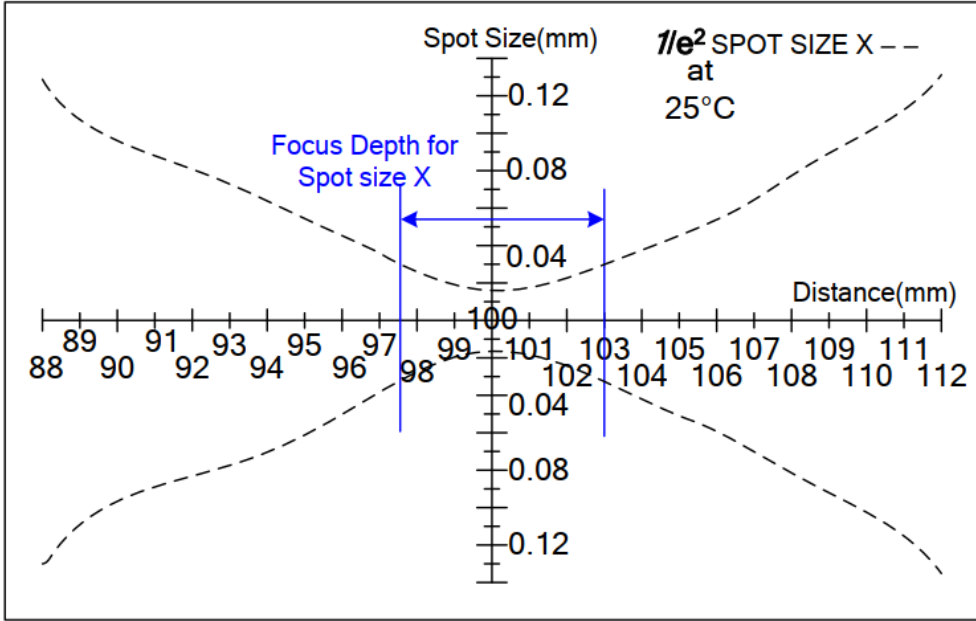 Spot Size(mm)
1/e² SPOT SIZE X
at
25°C
0.12
Focus Depth for
Spot size X
0.08
0.04
Distance(mm)
100
89 91 93 95 97 99 101 103 105 107 109 111
88 90 92 94 96 98 102 104 106 108 110 112
0.04
0.08
0.12